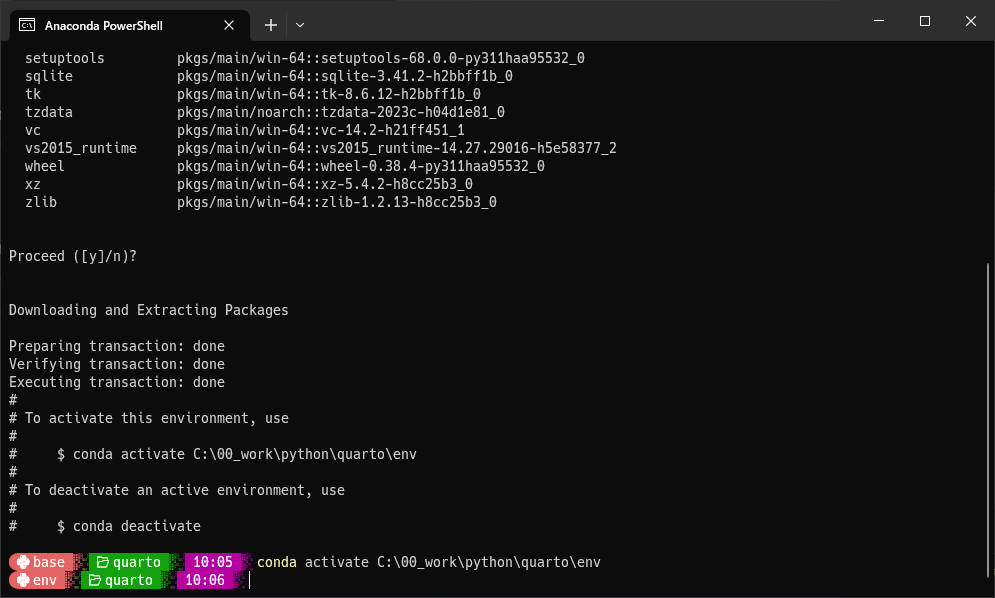 Anaconda PowerShell
setuptools         pkgs/main/win-64::setuptools-68.0.0-py311haa95532_0
sqlite             pkgs/main/win-64::sqlite-3.41.2-h2bbff1b_0
tk                 pkgs/main/win-64::tk-8.6.12-h2bbff1b_0
tzdata             pkgs/main/noarch::tzdata-2023c-h04d1e81_0
vc                 pkgs/main/win-64::vc-14.2-h21ff451_1
vs2015_runtime     pkgs/main/win-64::vs2015_runtime-14.27.29016-h5e58377_2
wheel              pkgs/main/win-64::wheel-0.38.4-py311haa95532_0
xz                 pkgs/main/win-64::xz-5.4.2-h8cc25b3_0
zlib               pkgs/main/win-64::zlib-1.2.13-h8cc25b3_0
Proceed ([y]/n)?
Downloading and Extracting Packages
Preparing transaction: done
Verifying transaction: done
Executing transaction: done
#
# To activate this environment, use
#
#     $ conda activate C:\00_work\python\quarto\env
#
# To deactivate an active environment, use
#
#     $ conda deactivate
base quarto 10:05 conda activate C:\00_work\python\quarto\env
env quarto 10:06